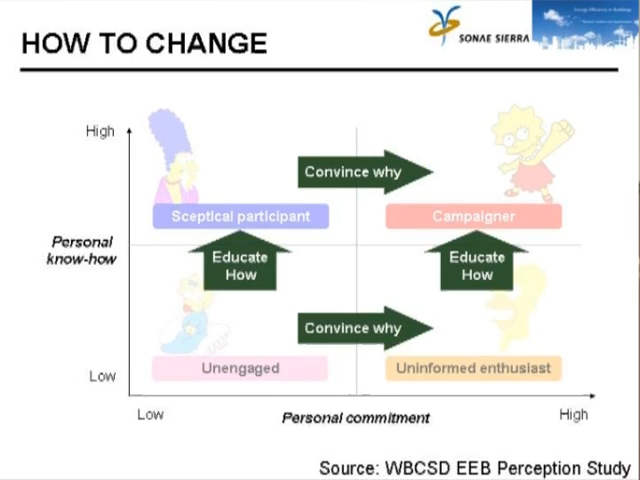 HOW TO CHANGE
SONAE SIERRA
High
Convince why
Sceptical participant
Campaigner
Personal
know-how
Educate
How
Educate
How
Convince why
Low
Unengaged
Uninformed enthusiast
Low
Personal commitment
High
Source: WBCSD EEB Perception Study